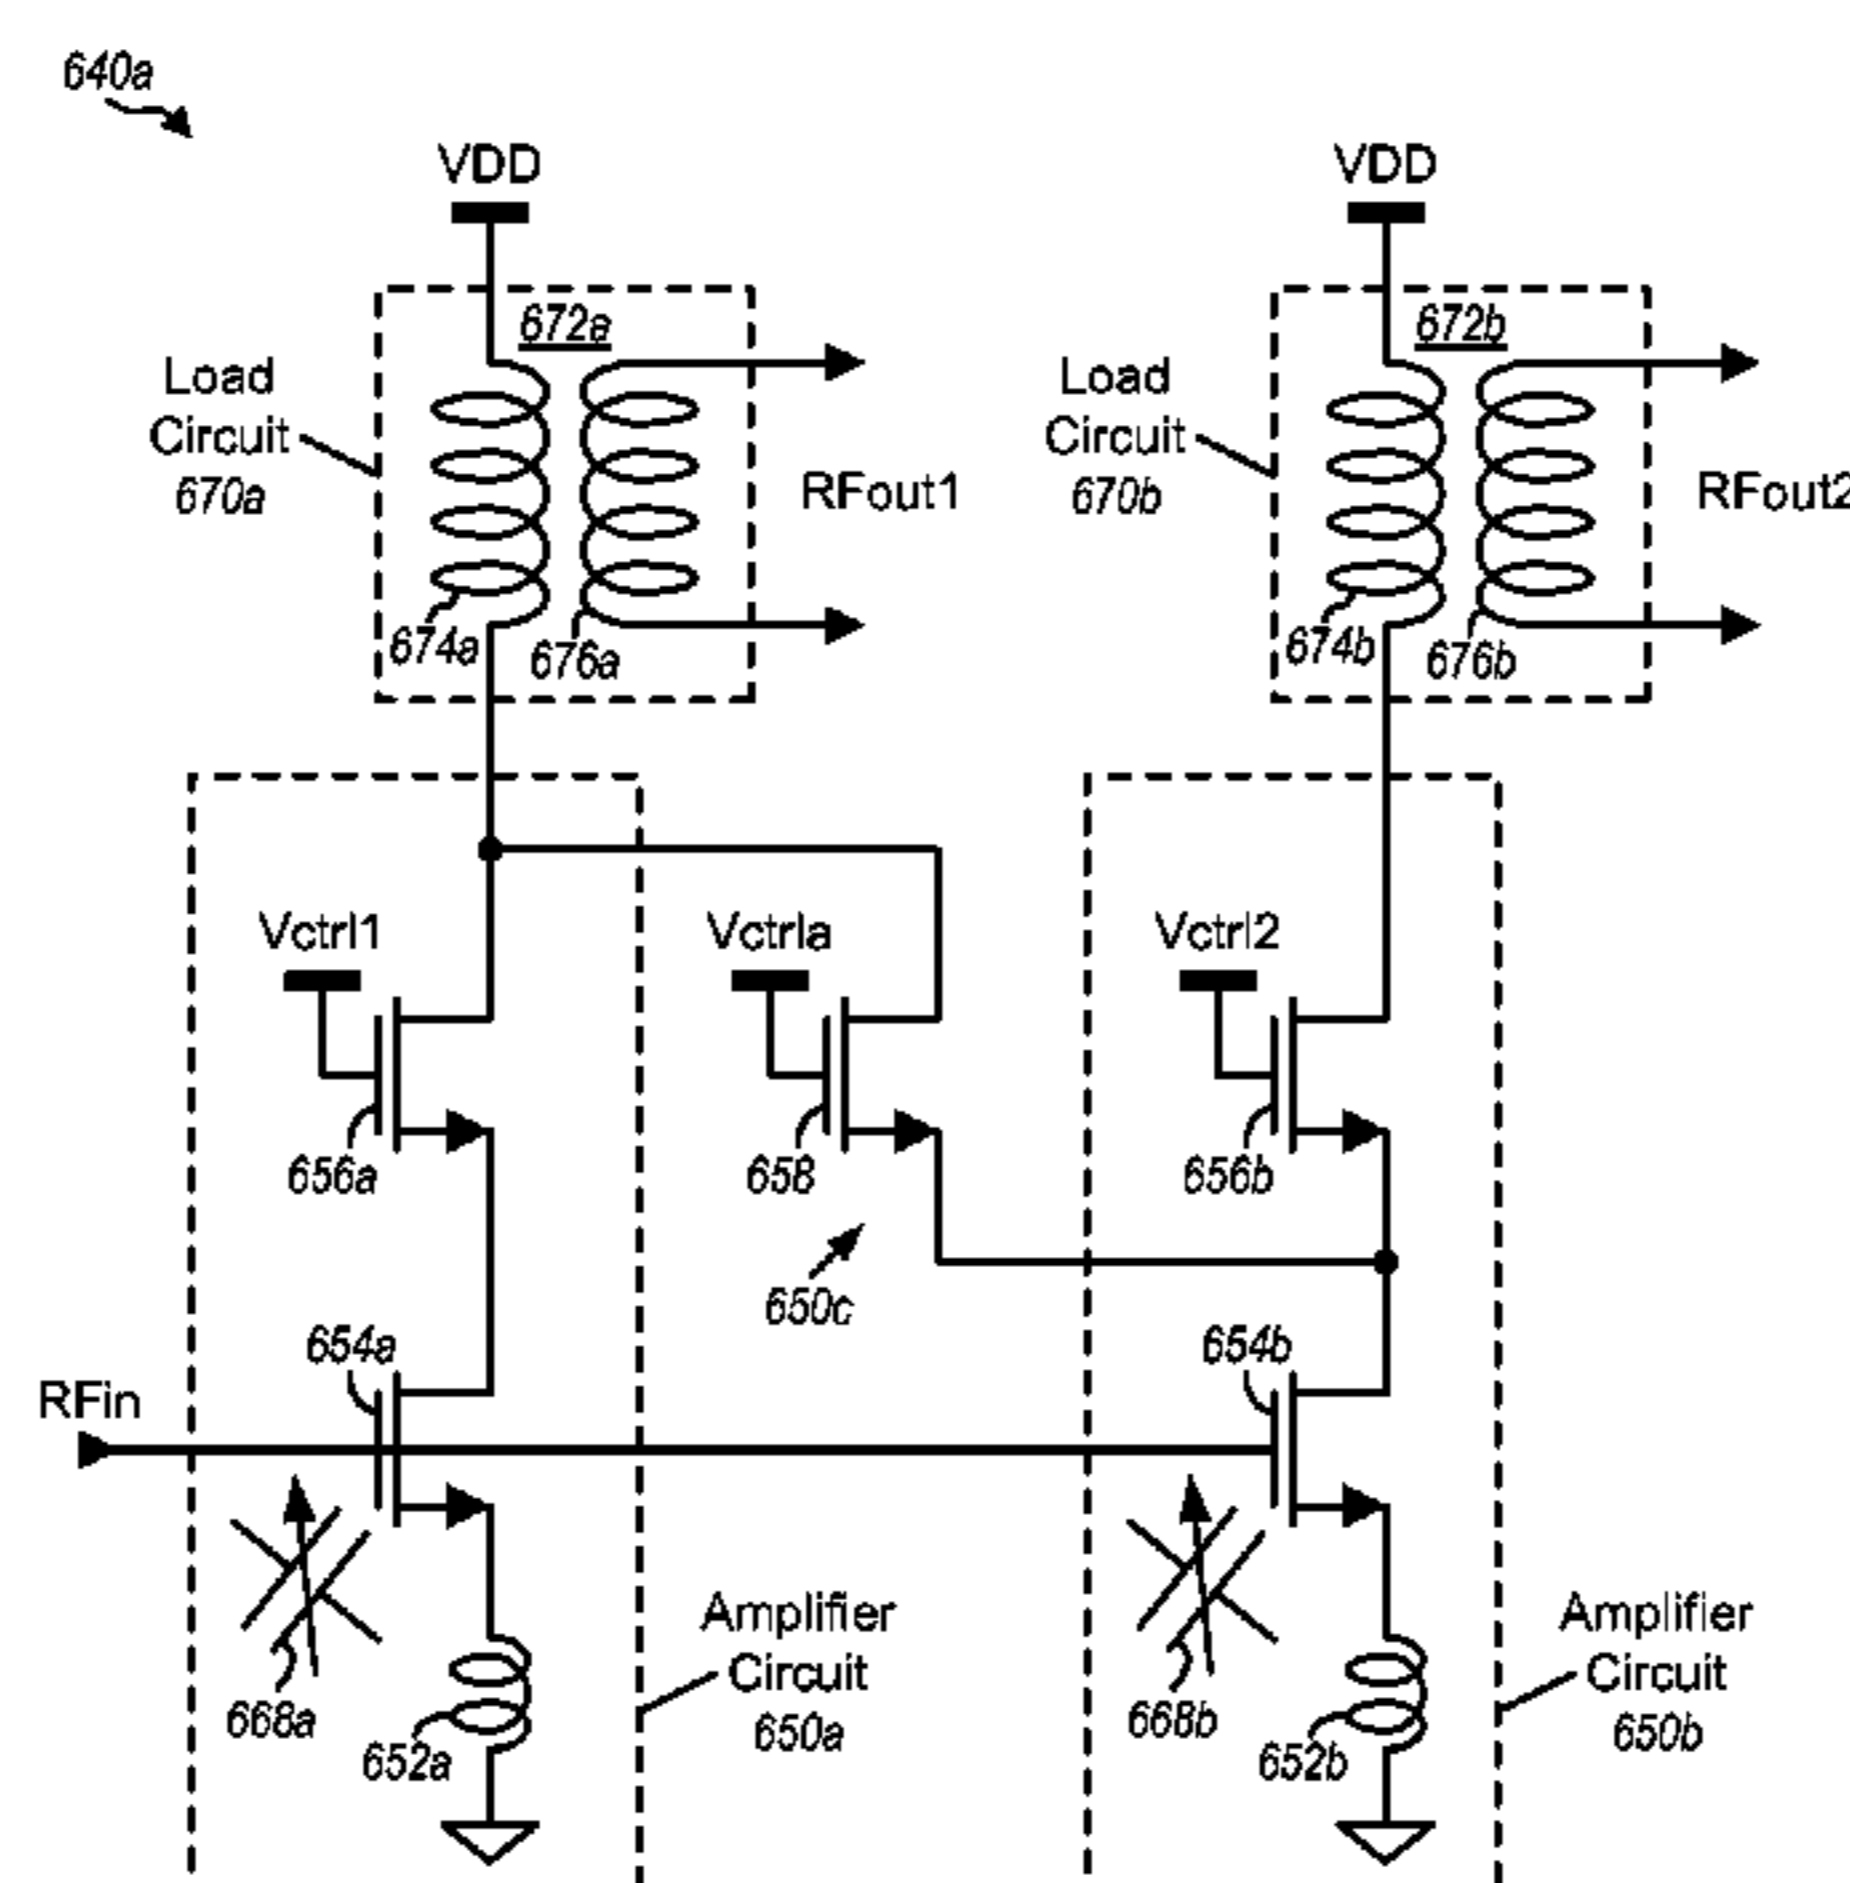 640a
VDD
VDD
672a
672b
Load
Circuit
670a
Load
Circuit
670b
RFout1
RFout2
674a
676a
674b
676b
Vctrl1
Vctrla
Vctrl2
656a
658
656b
650c
654a
654b
RFin
Amplifier
Circuit
650a
Amplifier
Circuit
650b
668a
652a
668b
652b